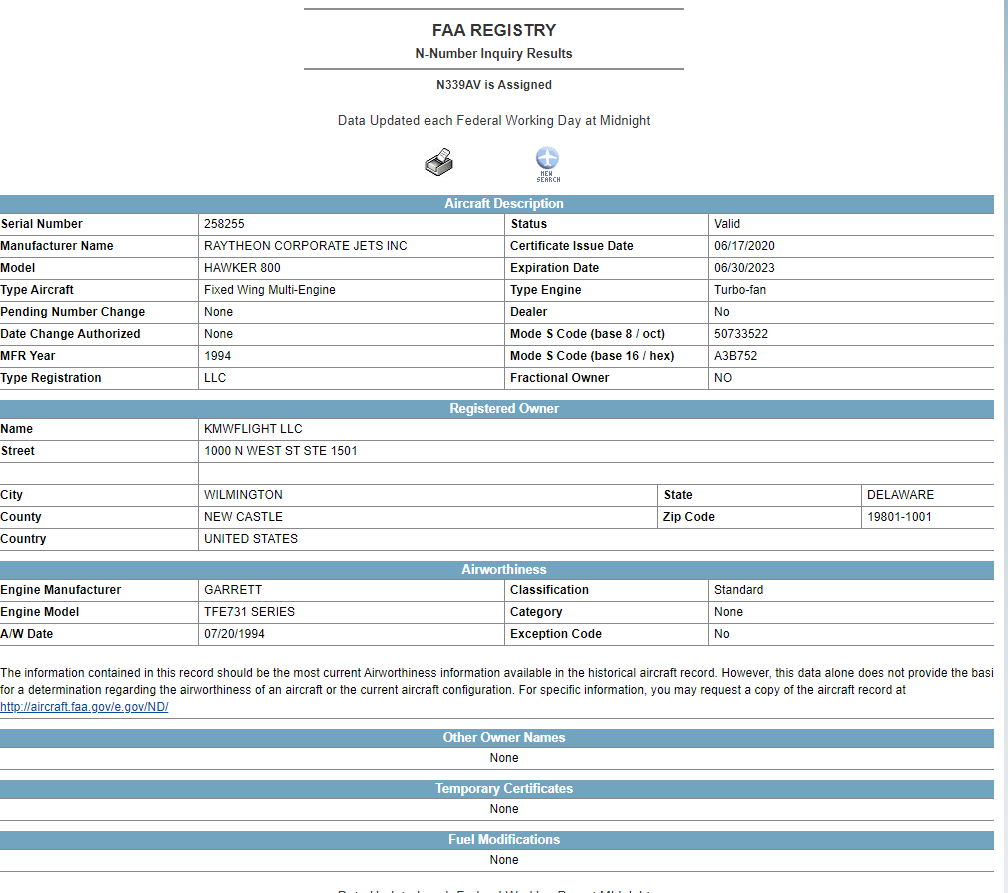 FAA REGISTRY
N-Number Inquiry Results
N339AV is Assigned
Data Updated each Federal Working Day at Midnight
NEW
SEARCH
Aircraft Description
Serial Number 258255 Status Valid
Manufacturer Name RAYTHEON CORPORATE JETS INC Certificate Issue Date 06/17/2020
Model HAWKER 800 Expiration Date 06/30/2023
Type Aircraft Fixed Wing Multi-Engine Type Engine Turbo-fan
Pending Number Change None Dealer No
Date Change Authorized None Mode S Code (base 8 / oct) 50733522
MFR Year 1994 Mode S Code (base 16 / hex) A3B752
Type Registration LLC Fractional Owner NO
Registered Owner
Name KMWFLIGHT LLC
Street 1000 N WEST ST STE 1501
City WILMINGTON State DELAWARE
County NEW CASTLE Zip Code 19801-1001
Country UNITED STATES
Airworthiness
Engine Manufacturer GARRETT Classification Standard
Engine Model TFE731 SERIES Category None
A/W Date 07/20/1994 Exception Code No
The information contained in this record should be the most current Airworthiness information available in the historical aircraft record. However, this data alone does not provide the basi
for a determination regarding the airworthiness of an aircraft or the current aircraft configuration. For specific information, you may request a copy of the aircraft record at
http://aircraft.faa.gov/e.gov/ND/
Other Owner Names
None
Temporary Certificates
None
Fuel Modifications
None